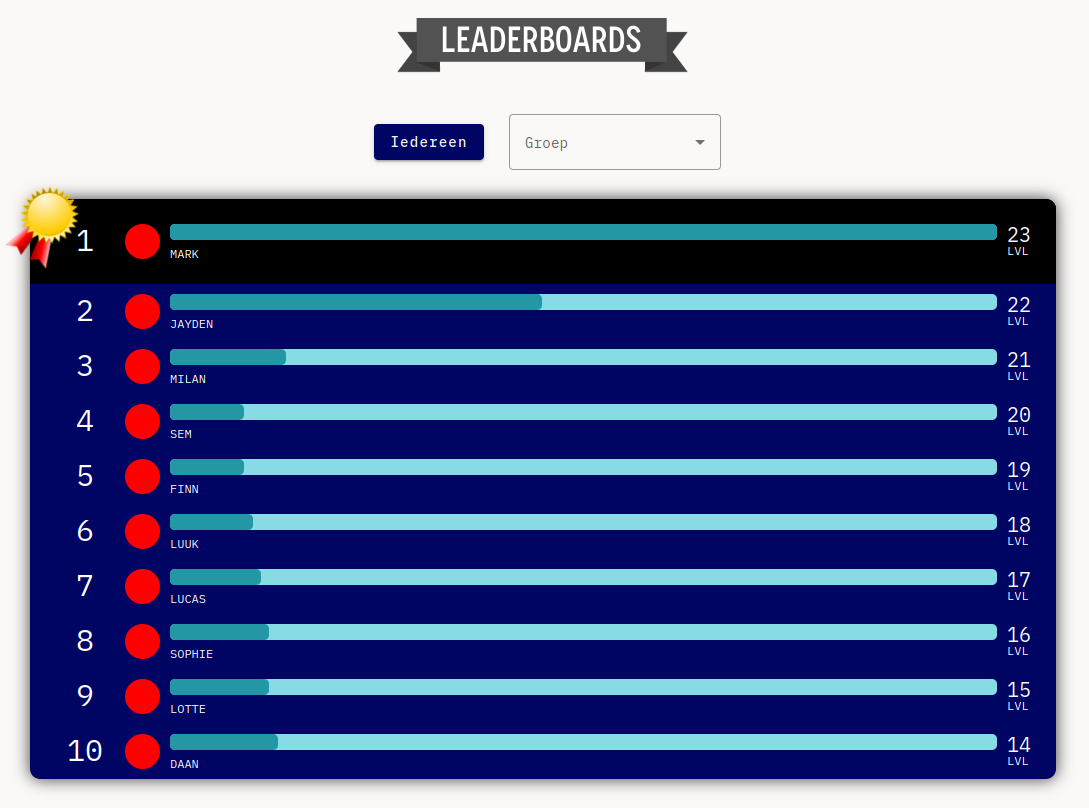 LEADERBOARDS
Iedereen
Groep
1
MARK
23
LVL
2
JAYDEN
22
LVL
3
MILAN
21
LVL
4
SEM
20
LVL
5
FINN
19
LVL
6
LUUK
18
LVL
7
LUCAS
17
LVL
8
SOPHIE
16
LVL
9
LOTTE
15
LVL
10
DAAN
14
LVL